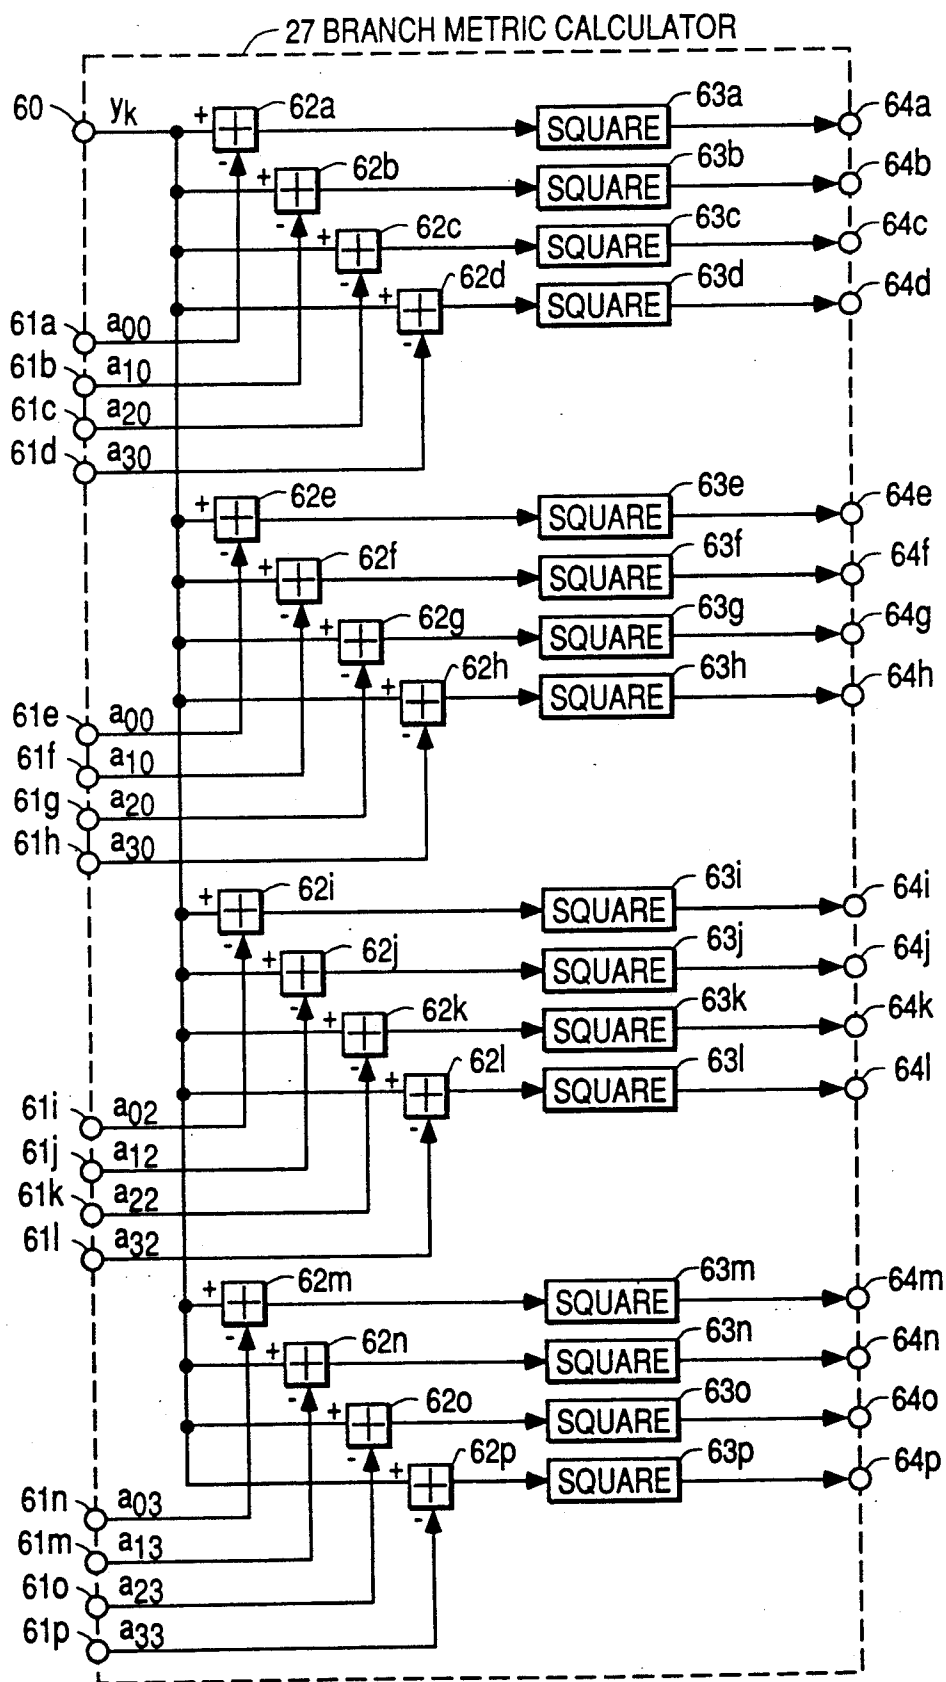 27 BRANCH METRIC CALCULATOR
60 yk + 62a SQUARE 63a 64a
-
+ 62b SQUARE 63b 64b
-
+ 62c SQUARE 63c 64c
-
+ 62d SQUARE 63d 64d
-
61a a00
61b a10
61c a20
61d a30
+ 62e SQUARE 63e 64e
-
+ 62f SQUARE 63f 64f
-
+ 62g SQUARE 63g 64g
-
+ 62h SQUARE 63h 64h
-
61e a00
61f a10
61g a20
61h a30
+ 62i SQUARE 63i 64i
-
+ 62j SQUARE 63j 64j
-
+ 62k SQUARE 63k 64k
-
+ 62l SQUARE 63l 64l
-
61i a02
61j a12
61k a22
61l a32
+ 62m SQUARE 63m 64m
-
+ 62n SQUARE 63n 64n
-
+ 62o SQUARE 63o 64o
-
+ 62p SQUARE 63p 64p
-
61n a03
61m a13
61o a23
61p a33